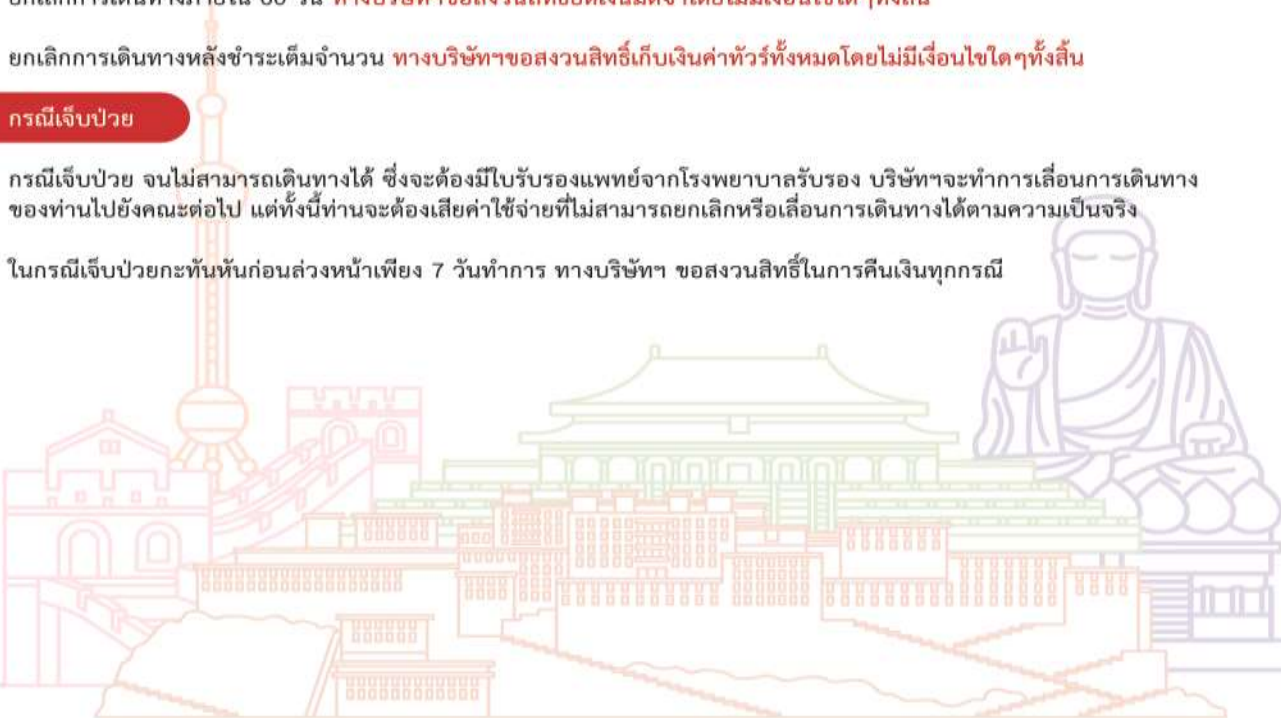 ยกเลิกการเดินทางหลังชำระเต็มจำนวน ทางบริษัทฯขอสงวนสิทธิ์เก็บเงินค่าทัวร์ทั้งหมดโดยไม่มีเงื่อนไขใดๆทั้งสิ้น
กรณีเจ็บป่วย
กรณีเจ็บป่วย จนไม่สามารถเดินทางได้ ซึ่งจะต้องมีใบรับรองแพทย์จากโรงพยาบาลรับรอง บริษัทฯจะทำการเลื่อนการเดินทาง
ของท่านไปยังคณะต่อไป แต่ทั้งนี้ท่านจะต้องเสียค่าใช้จ่ายที่ไม่สามารถยกเลิกหรือเลื่อนการเดินทางได้ตามความเป็นจริง
ในกรณีเจ็บป่วยกะทันหันก่อนล่วงหน้าเพียง 7 วันทำการ ทางบริษัทฯ ขอสงวนสิทธิ์ในการคืนเงินทุกกรณี